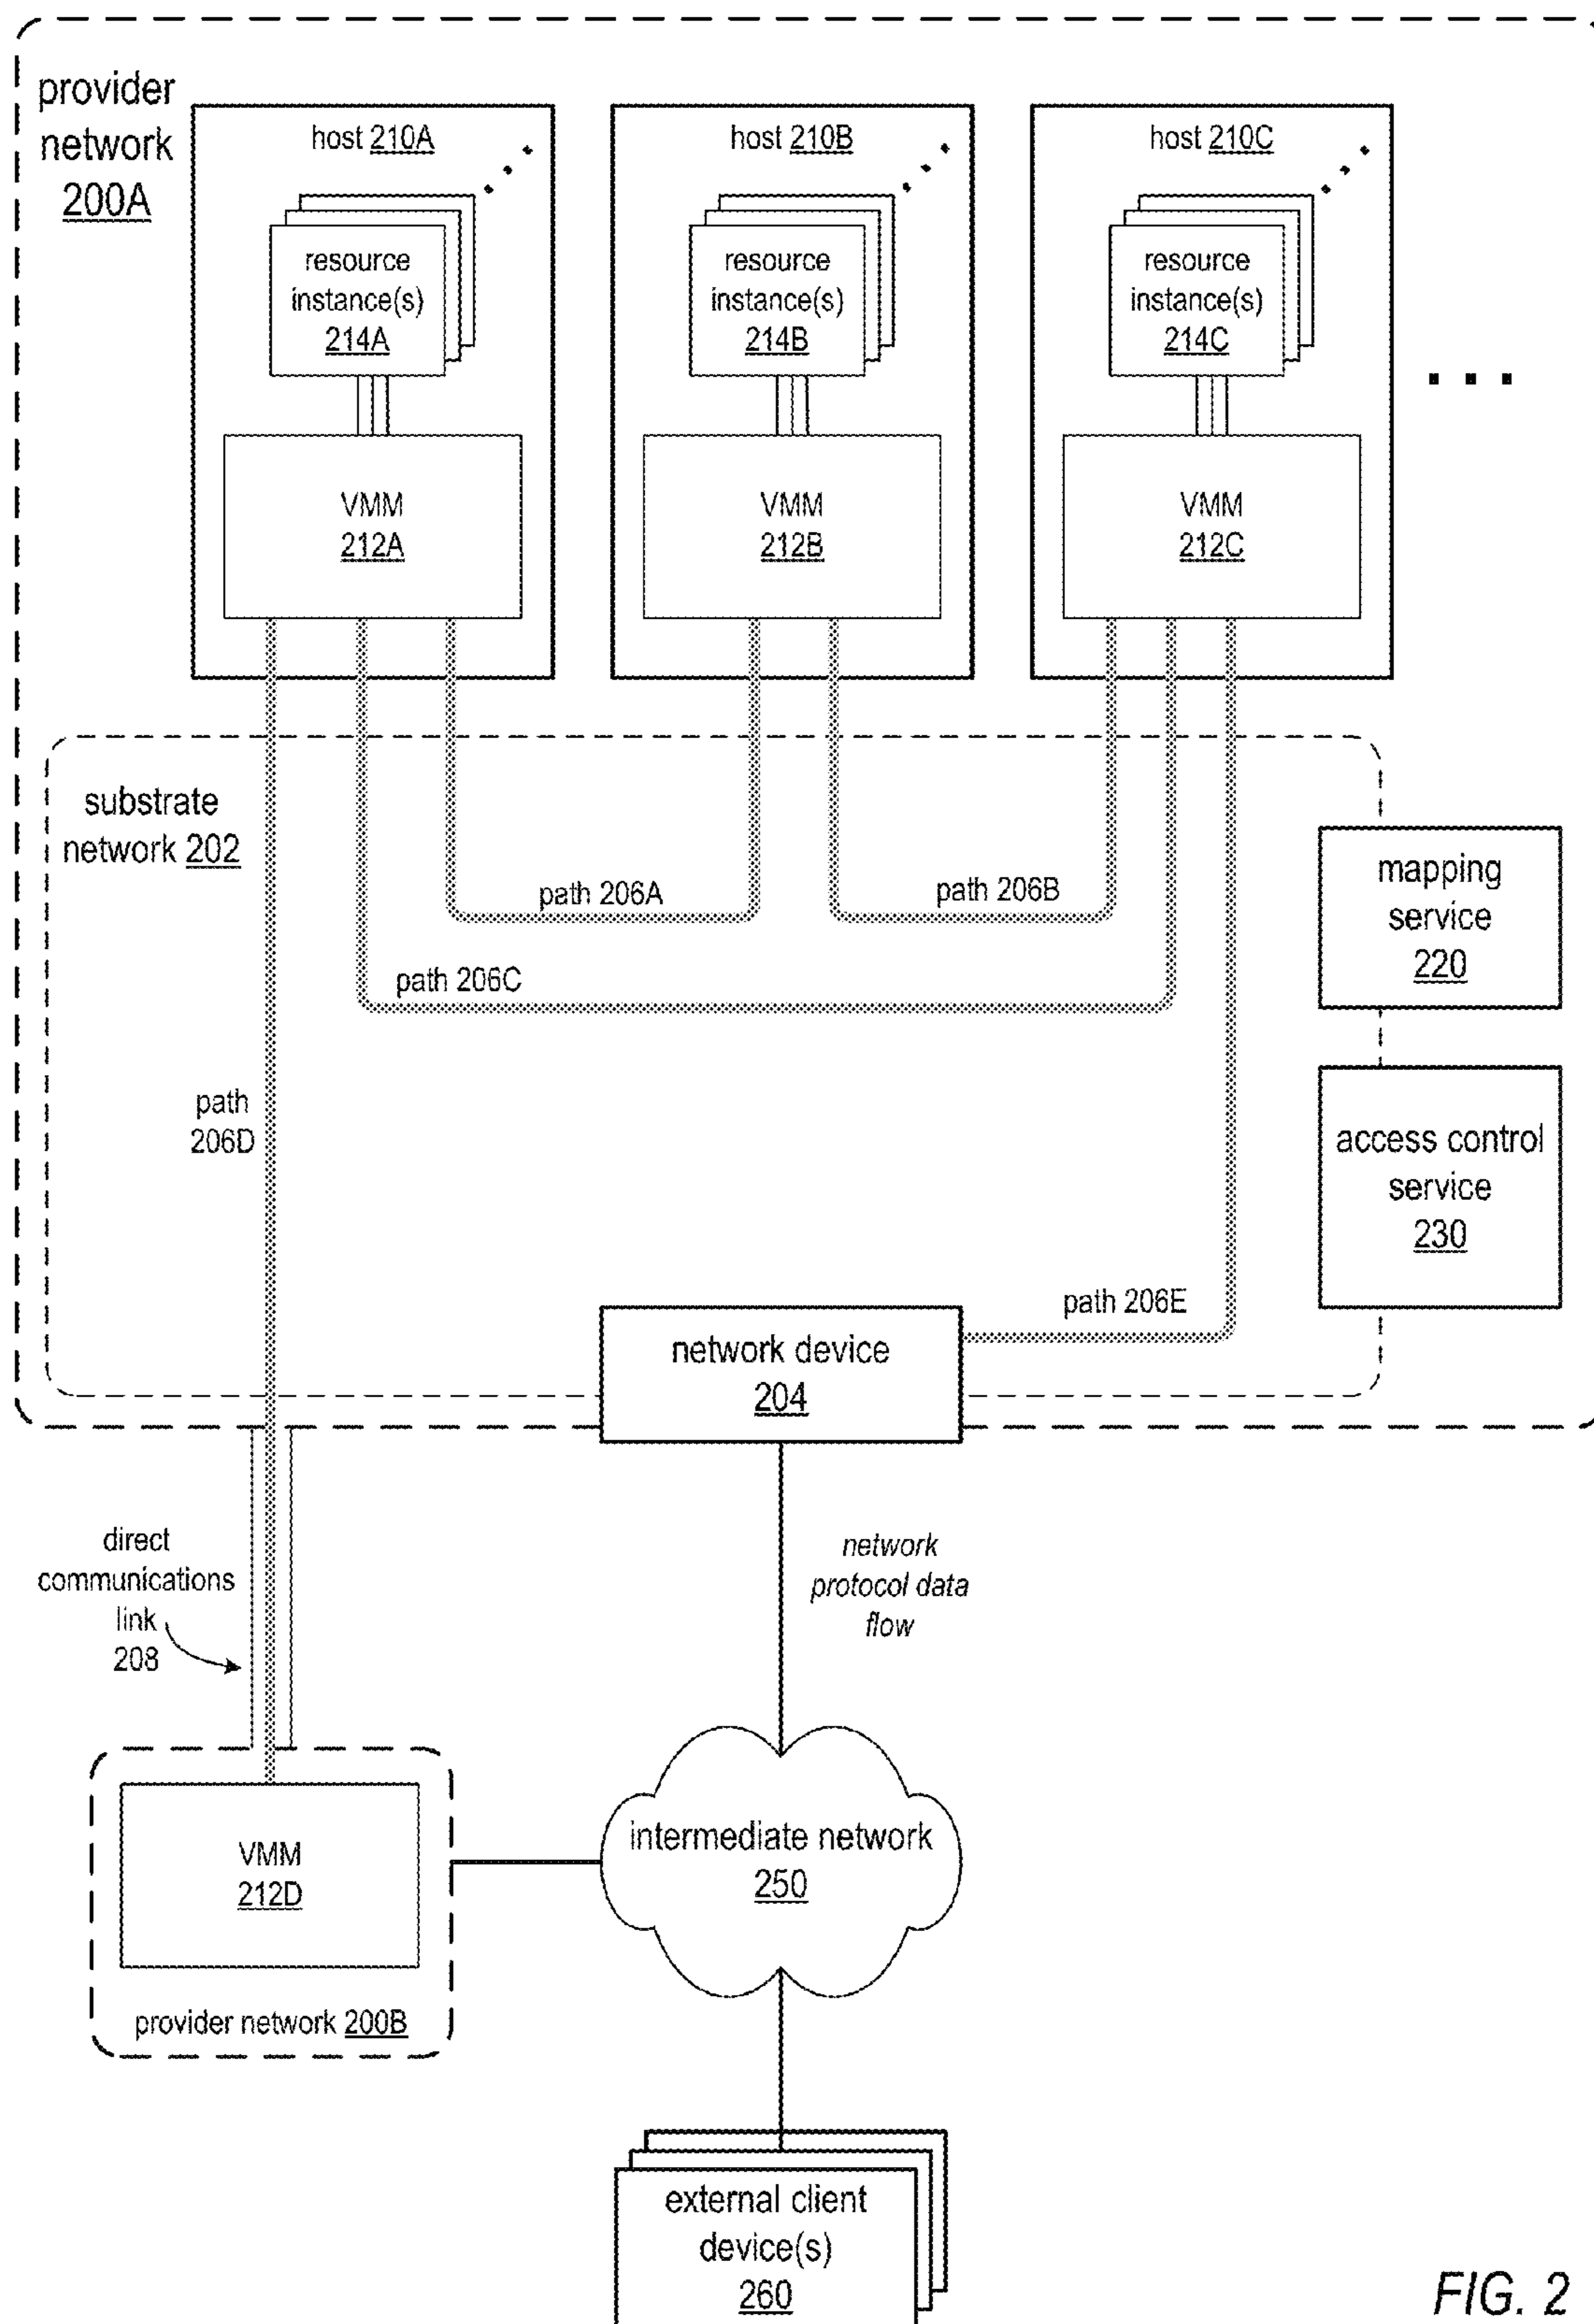 provider
network
200A
host 210A
resource
instance(s)
214A
VMM
212A
host 210B
resource
instance(s)
214B
VMM
212B
host 210C
resource
instance(s)
214C
VMM
212C
substrate
network 202
path 206A
path 206B
path 206C
path
206D
mapping
service
220
access control
service
230
path 206E
network device
204
direct
communications
link
208
network
protocol data
flow
VMM
212D
provider network 200B
intermediate network
250
external client
device(s)
260
FIG. 2